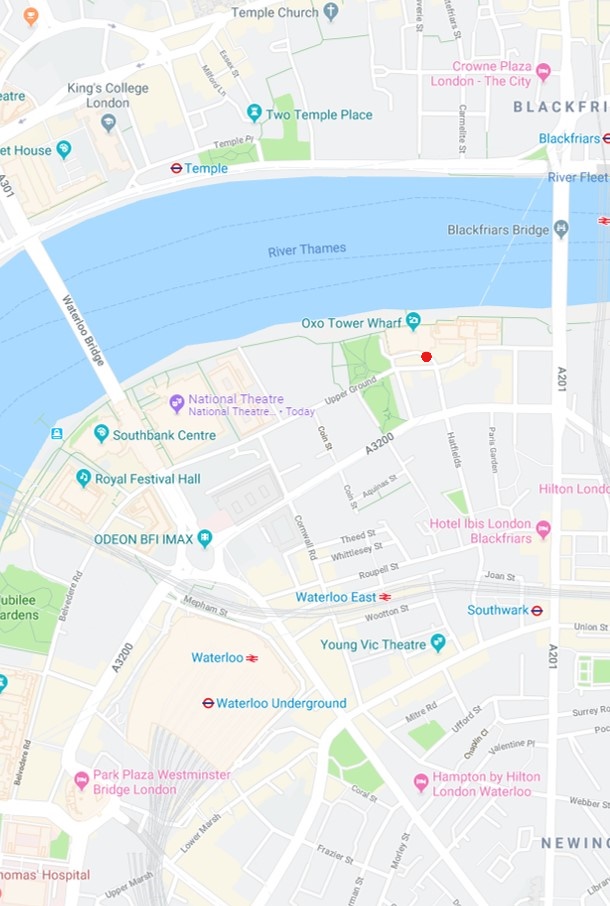 Temple Church
Essex St
Milford Ln
Crowne Plaza
London - The City
King's College
London
Two Temple Place
Carmelite St
BLACKFRI
Blackfriars
et House
Temple Pl
Temple
A301
River Fleet
Blackfriars Bridge
River Thames
Waterloo Bridge
Oxo Tower Wharf
Upper Ground
A201
National Theatre
National Theatre... • Today
Southbank Centre
Coin St
A3200
Hatfields
Paris Garden
Royal Festival Hall
Coin St
Aquinas St
Hilton Londo
Cornwall Rd
Hotel Ibis London
Blackfriars
ODEON BFI IMAX
Theed St
Whittlesey St
Roupell St
Joan St
Belvedere Rd
Jubilee
ardens
Waterloo East
Mepham St
Wootton St
Southwark
Union St
Young Vic Theatre
A3200
Waterloo
A201
Waterloo Underground
Mitre Rd
Ufford St
Chaplin Cl
Surrey Ro
Valentine Pl
Belvedere Rd
Park Plaza Westminster
Bridge London
Hampton by Hilton
London Waterloo
Coral St
Webber St
Lower Marsh
Frazier St
Morley St
NEWING
homas' Hospital
Upper Marsh